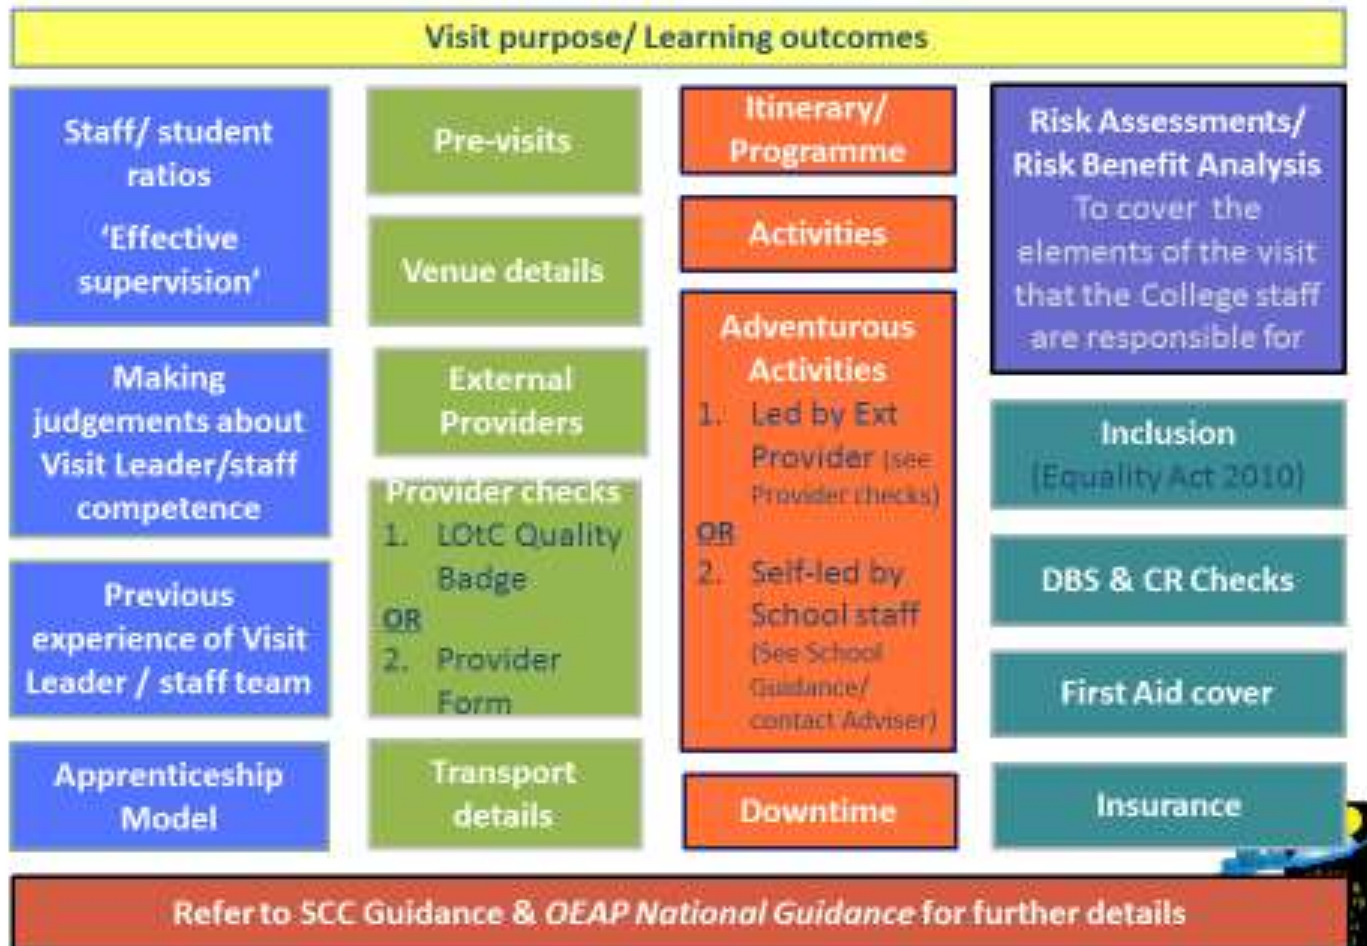 Visit purpose/ Learning outcomes
Staff/ student
ratios
‘Effective
supervision’
Making
judgements about
Visit Leader/staff
competence
Previous
experience of Visit
Leader / staff team
Apprenticeship
Model
Pre-visits
Venue details
External
Providers
Provider checks
1. LOtC Quality
Badge
OR
2. Provider
Form
Transport
details
Itinerary/
Programme
Activities
Adventurous
Activities
1. Led by Ext
Provider (see
Provider checks)
OR
2. Self-led by
School staff
(See School
Guidance/
contact Adviser)
Downtime
Risk Assessments/
Risk Benefit Analysis
To cover the
elements of the visit
that the College staff
are responsible for
Inclusion
(Equality Act 2010)
DBS & CR Checks
First Aid cover
Insurance
Refer to SCC Guidance & OEAP National Guidance for further details